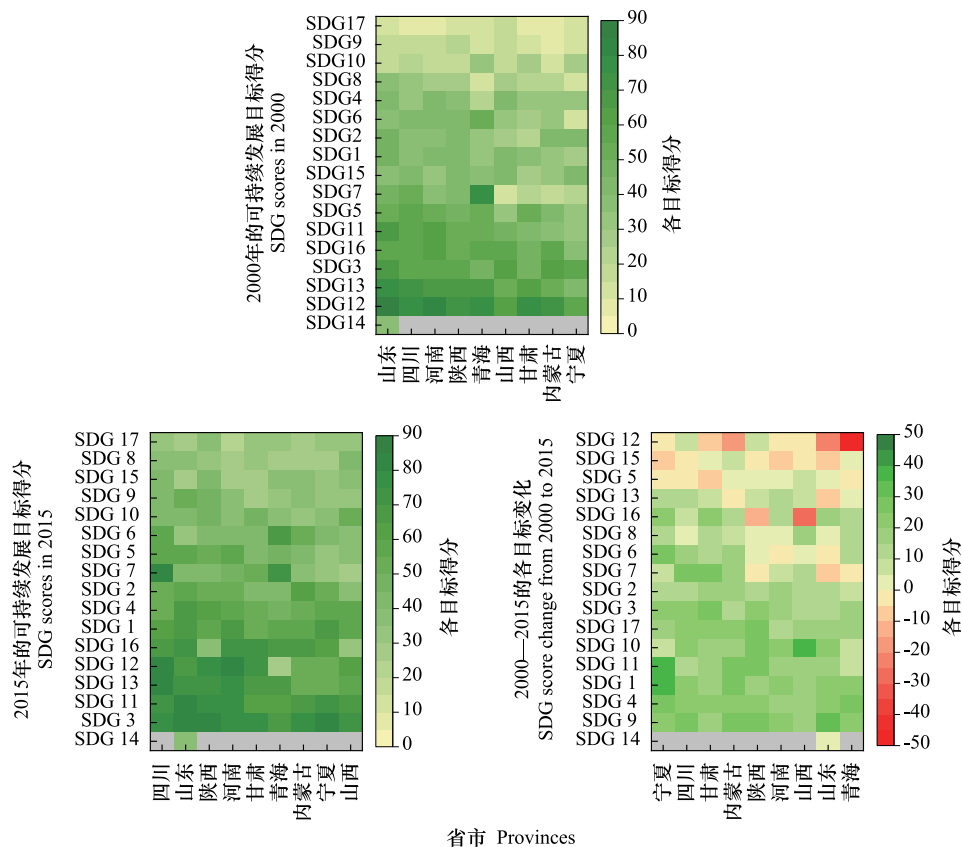 2000年的可持续发展目标得分
SDG scores in 2000
SDG17
SDG9
SDG10
SDG8
SDG4
SDG6
SDG2
SDG1
SDG15
SDG7
SDG5
SDG11
SDG16
SDG3
SDG13
SDG12
SDG14
山东
四川
河南
陕西
青海
山西
甘肃
内蒙古
宁夏
90
80
70
60
50
40
30
20
10
0
各目标得分
2015年的可持续发展目标得分
SDG scores in 2015
SDG 17
SDG 8
SDG 15
SDG 9
SDG 10
SDG 6
SDG 5
SDG 7
SDG 2
SDG 4
SDG 1
SDG 16
SDG 12
SDG 13
SDG 11
SDG 3
SDG 14
四川
山东
陕西
河南
甘肃
青海
内蒙古
宁夏
山西
90
80
70
60
50
40
30
20
10
0
各目标得分
2000—2015的各目标变化
SDG score change from 2000 to 2015
SDG 12
SDG 15
SDG 5
SDG 13
SDG 16
SDG 8
SDG 6
SDG 7
SDG 2
SDG 3
SDG 17
SDG 10
SDG 11
SDG 1
SDG 4
SDG 9
SDG 14
宁夏
四川
甘肃
内蒙古
陕西
河南
山西
山东
青海
50
40
30
20
10
0
-10
-20
-30
-40
-50
各目标得分
省市 Provinces